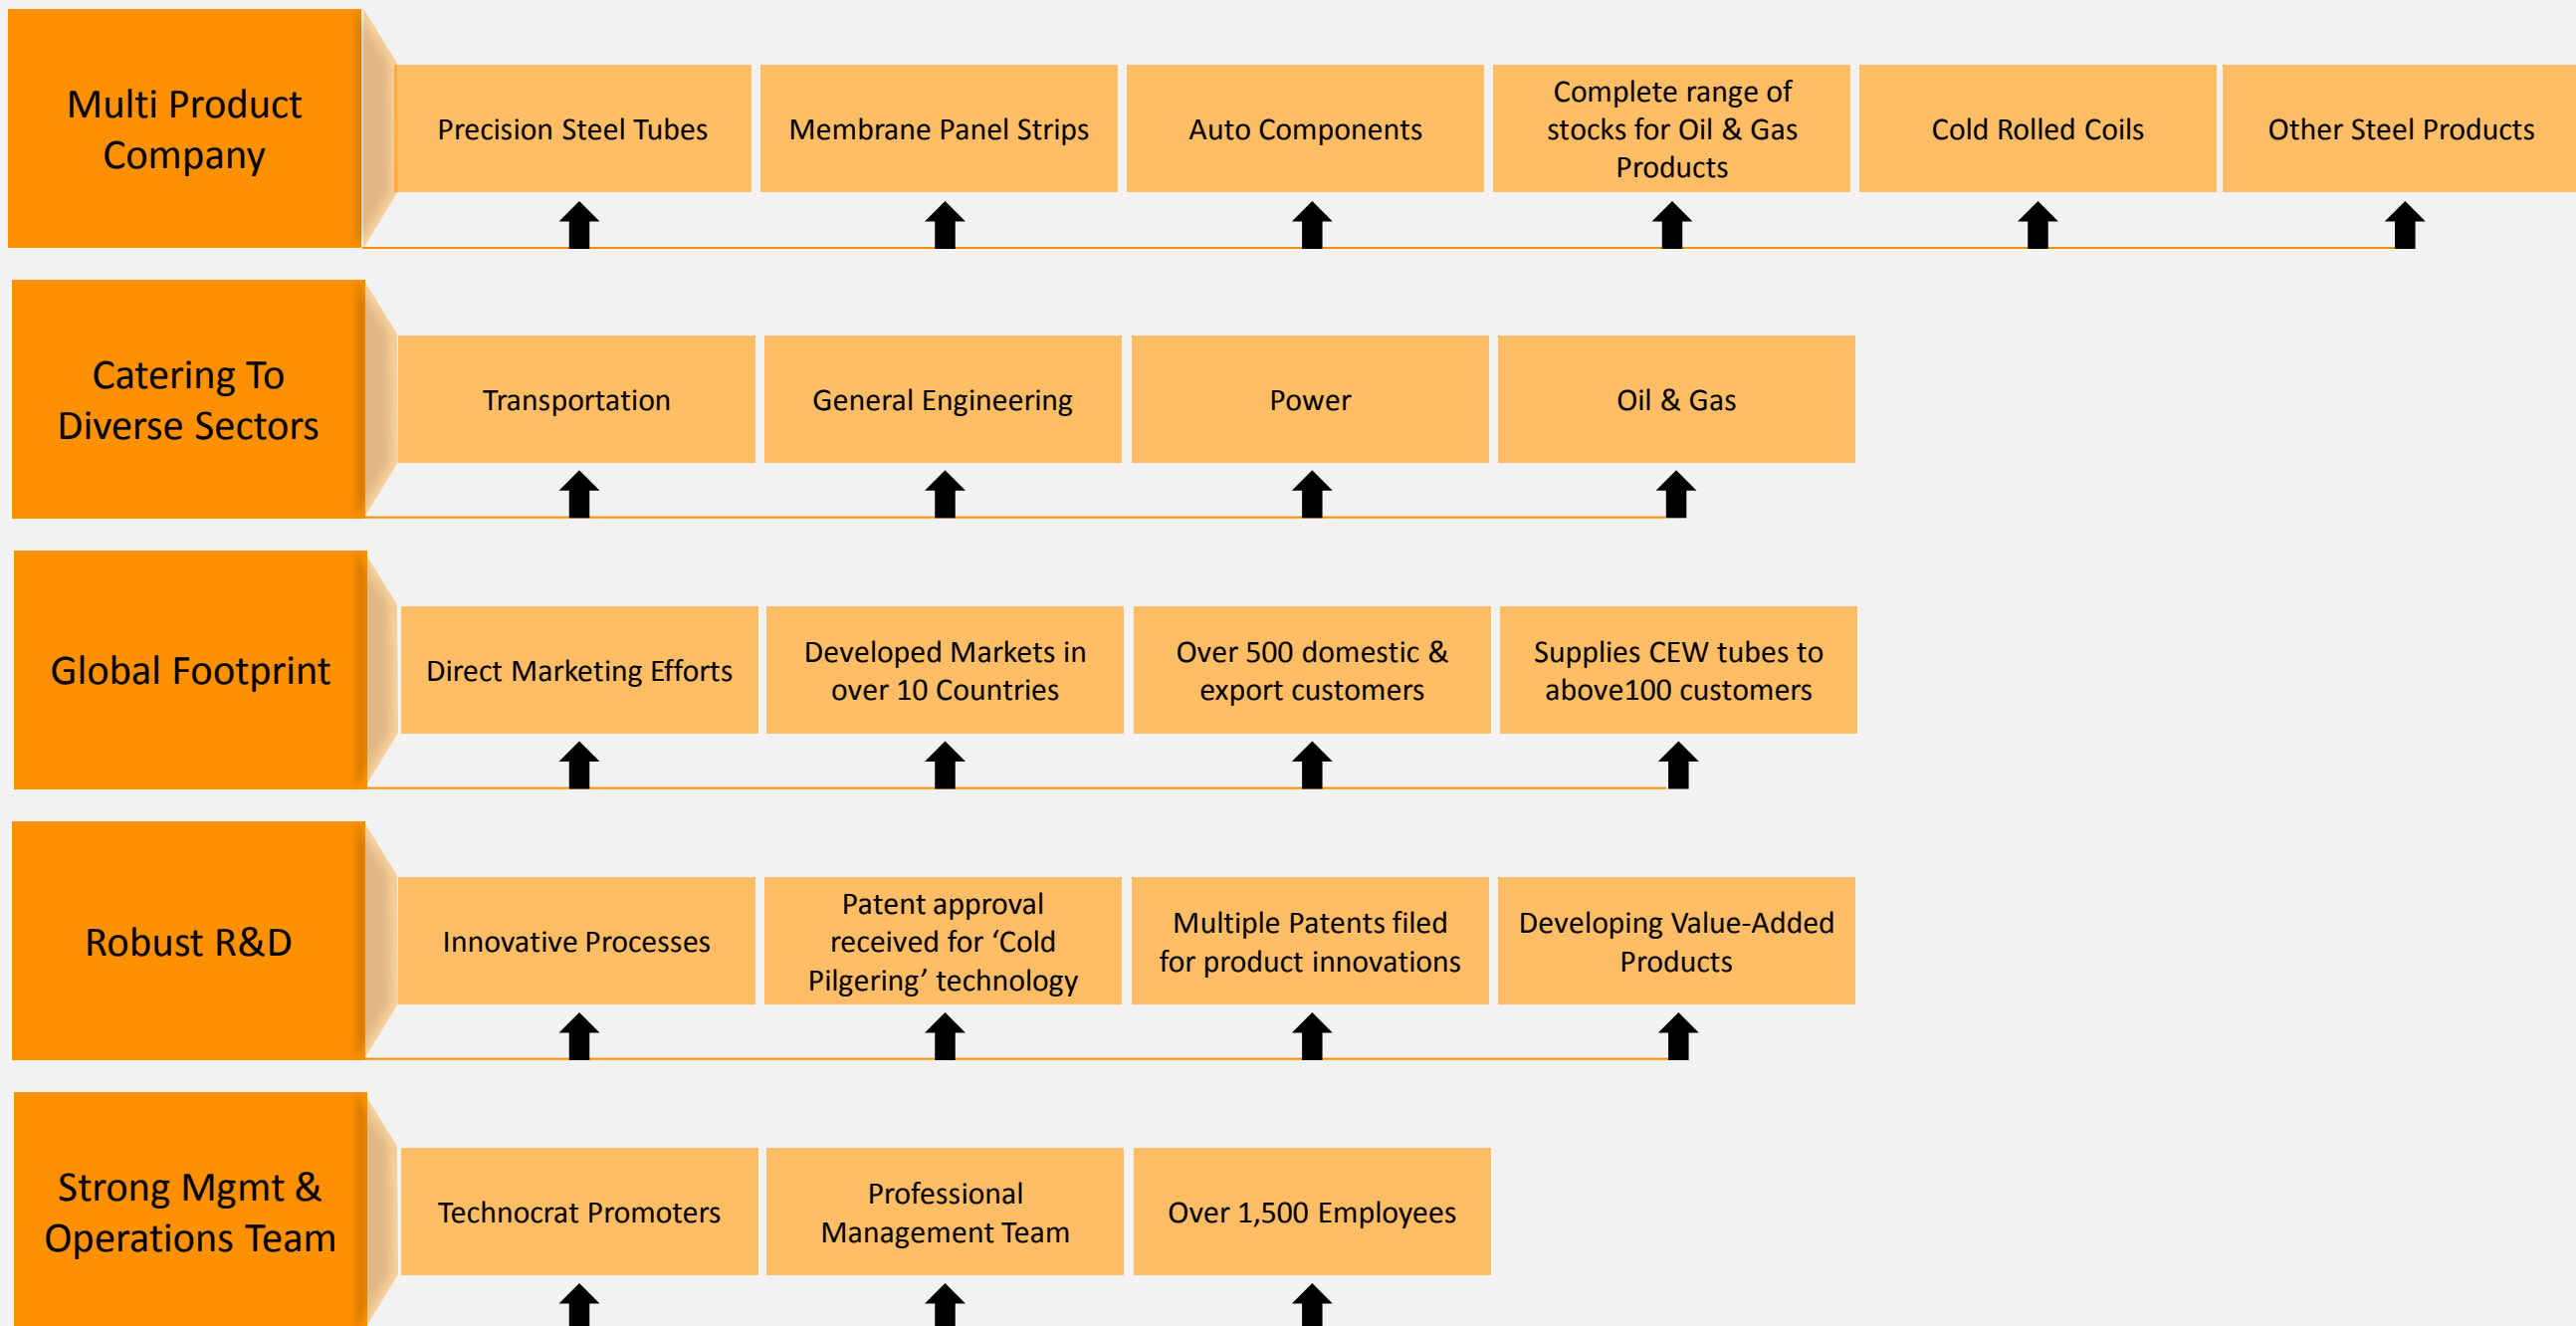 Multi Product
Company
Precision Steel Tubes
Membrane Panel Strips
Auto Components
Complete range of
stocks for Oil & Gas
Products
Cold Rolled Coils
Other Steel Products
Catering To
Diverse Sectors
Transportation
General Engineering
Power
Oil & Gas
Global Footprint
Direct Marketing Efforts
Developed Markets in
over 10 Countries
Over 500 domestic &
export customers
Supplies CEW tubes to
above100 customers
Robust R&D
Innovative Processes
Patent approval
received for ‘Cold
Pilgering’ technology
Multiple Patents filed
for product innovations
Developing Value-Added
Products
Strong Mgmt &
Operations Team
Technocrat Promoters
Professional
Management Team
Over 1,500 Employees